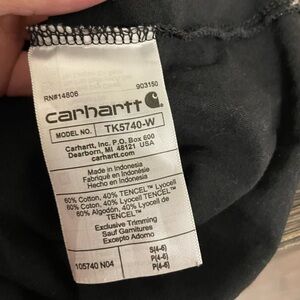 RN#14806 903150
carhartt
MODEL NO. TK5740-W
Carhartt, Inc. P.O. Box 600
Dearborn, MI 48121 USA
carhartt.com
Made in Indonesia
Fabriqué en Indonésie
Hecho en Indonesia
60% Cotton, 40% TENCEL™ Lyocell
60% Coton, 40% Lyocell de
TENCEL™
60% Algodón, 40% Lyocell de
TENCEL™
Exclusive Trimming
Sauf Garnitures
Excepto Adorno
S(4-6)
105740 N04 P(4-6)
P(4-6)